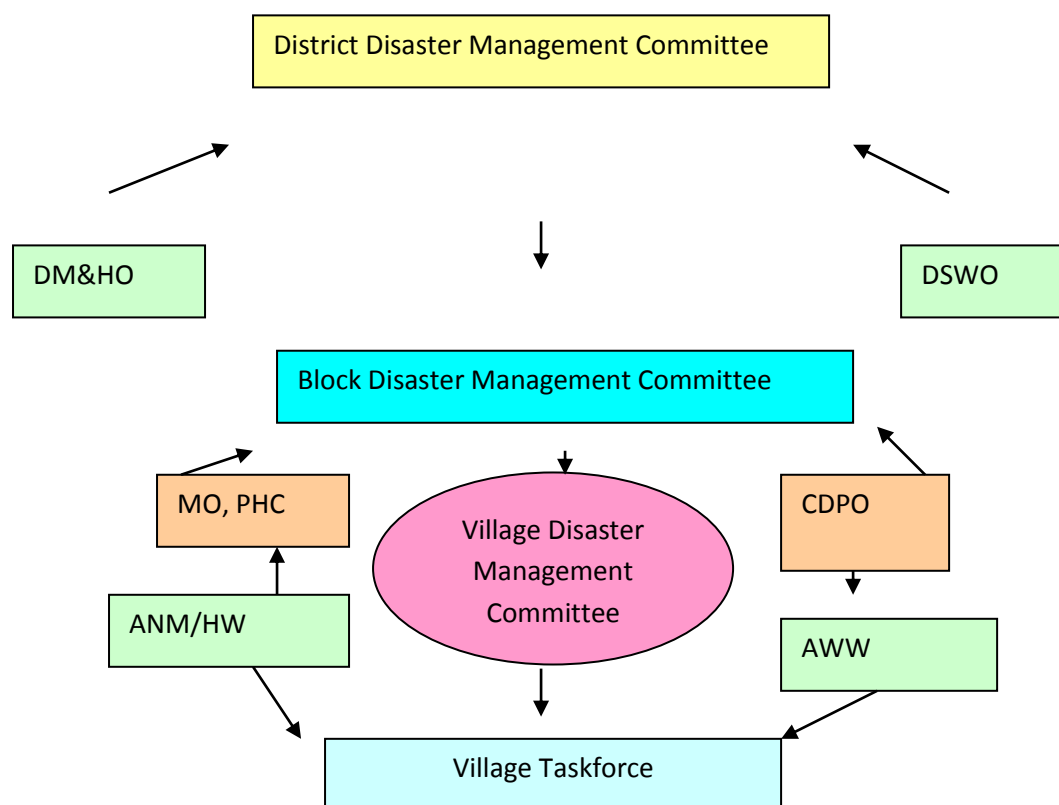 District Disaster Management Committee
DM&HO
DSWO
Block Disaster Management Committee
MO, PHC
CDPO
Village Disaster
Management
Committee
ANM/HW
AWW
Village Taskforce